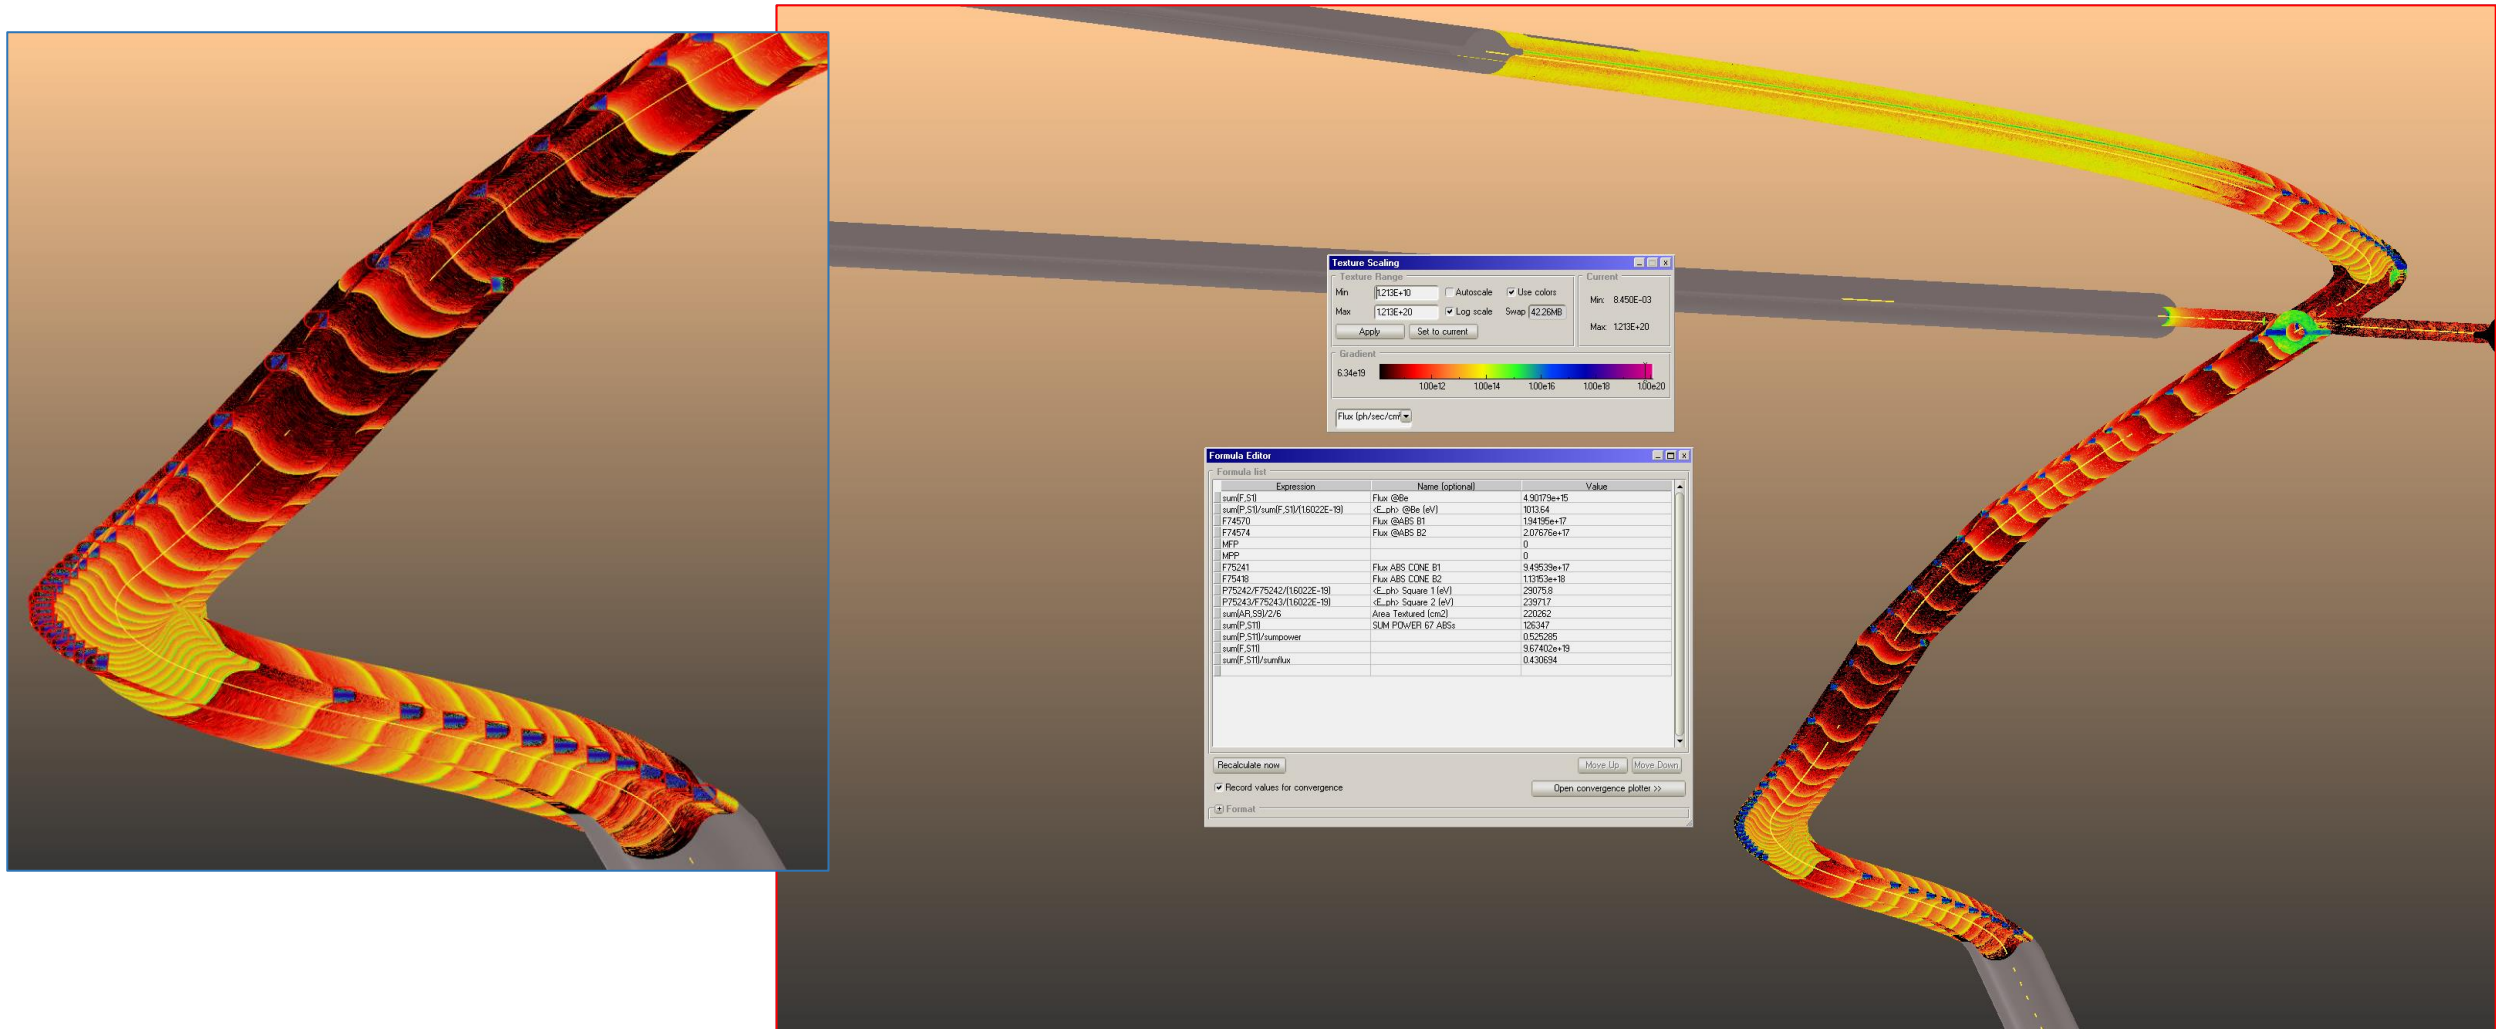 Texture Scaling
Texture Range
Current
Min 1.213E+10 Autoscale Use colors
Min: 8.450E-03
Max 1.213E+20 Log scale Swap 42.26MB
Max: 1.213E+20
Apply Set to current
Gradient
6.34e19
1.00e12 1.00e14 1.00e16 1.00e18 1.00e20
Flux (ph/sec/cm
Formula Editor
Formula list
Expression Name (optional) Value
sum(F,S1) Flux @Be 4.90179e+15
sum(P,S1)/sum(F,S1)/(1.6022E-19) <E_ph> @Be (eV) 1013.64
F74570 Flux @ABS B1 1.94195e+17
F74574 Flux @ABS B2 2.07676e+17
MFP 0
MPP 0
F75241 Flux ABS CONE B1 9.49539e+17
F75418 Flux ABS CONE B2 1.13153e+18
P75242/F75242/(1.6022E-19) <E_ph> Square 1 (eV) 29075.8
P75243/F75243/(1.6022E-19) <E_ph> Square 2 (eV) 23971.7
sum(AR,S9)/2/6 Area Textured (cm2) 220262
sum(P,S11) SUM POWER 67 ABSs 126347
sum(P,S11)/sumpower 0.525285
sum(F,S11) 9.67402e+19
sum(F,S11)/sumflux 0.430694
Recalculate now Move Up Move Down
Record values for convergence Open convergence plotter >>
Format